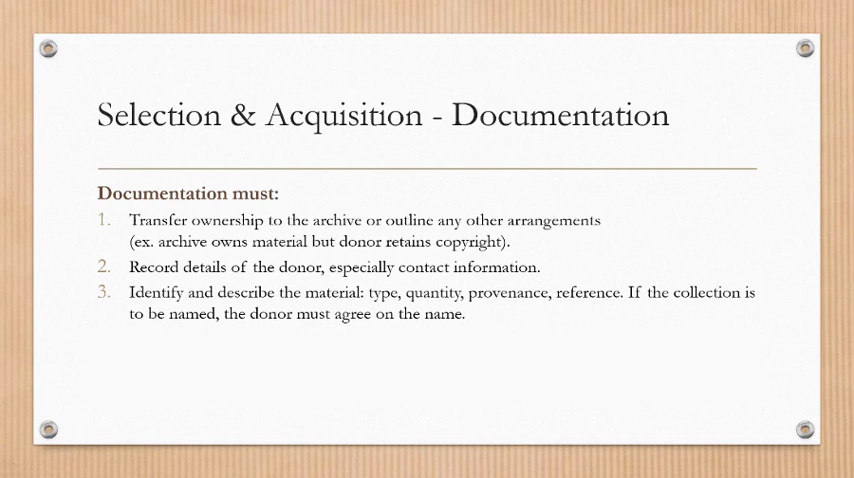 Selection & Acquisition - Documentation
Documentation must:
1. Transfer ownership to the archive or outline any other arrangements
(ex. archive owns material but donor retains copyright).
2. Record details of the donor, especially contact information.
3. Identify and describe the material: type, quantity, provenance, reference. If the collection is
to be named, the donor must agree on the name.